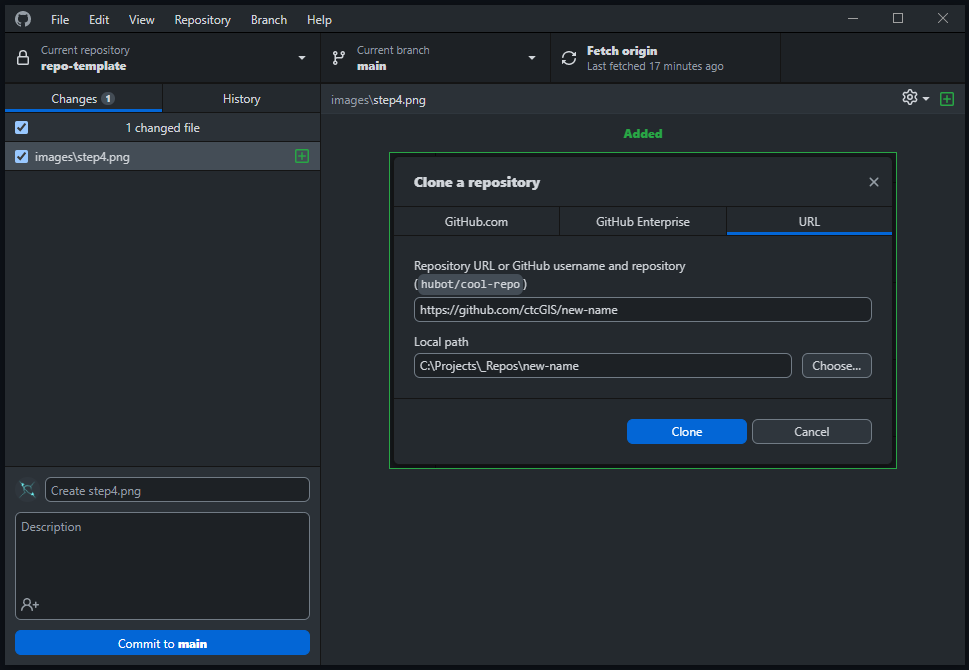 File Edit View Repository Branch Help
Current repository
repo-template
Current branch
main
Fetch origin
Last fetched 17 minutes ago
Changes 1 History
images\step4.png
1 changed file
images\step4.png
Added
Clone a repository
GitHub.com GitHub Enterprise URL
Repository URL or GitHub username and repository
(hubot/cool-repo)
https://github.com/ctcGIS/new-name
Local path
C:\Projects\_Repos\new-name Choose...
Clone Cancel
Create step4.png
Description
Commit to main